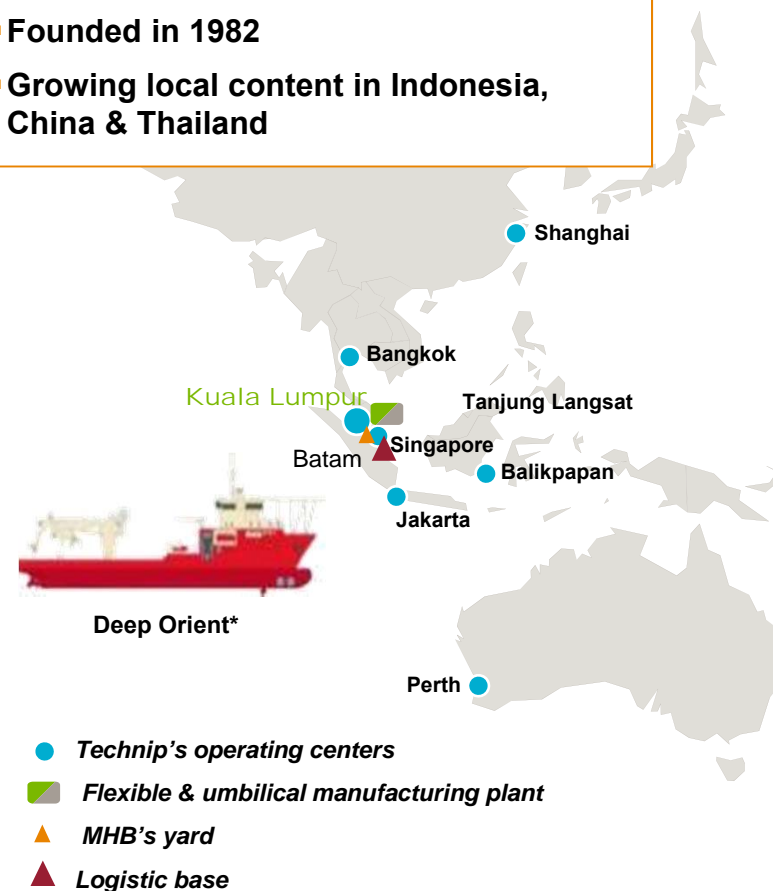 Founded in 1982
Growing local content in Indonesia,
China & Thailand
Shanghai
Bangkok
Kuala Lumpur
Tanjung Langsat
Singapore
Batam
Balikpapan
Jakarta
Deep Orient*
Perth
Technip's operating centers
Flexible & umbilical manufacturing plant
MHB's yard
Logistic base